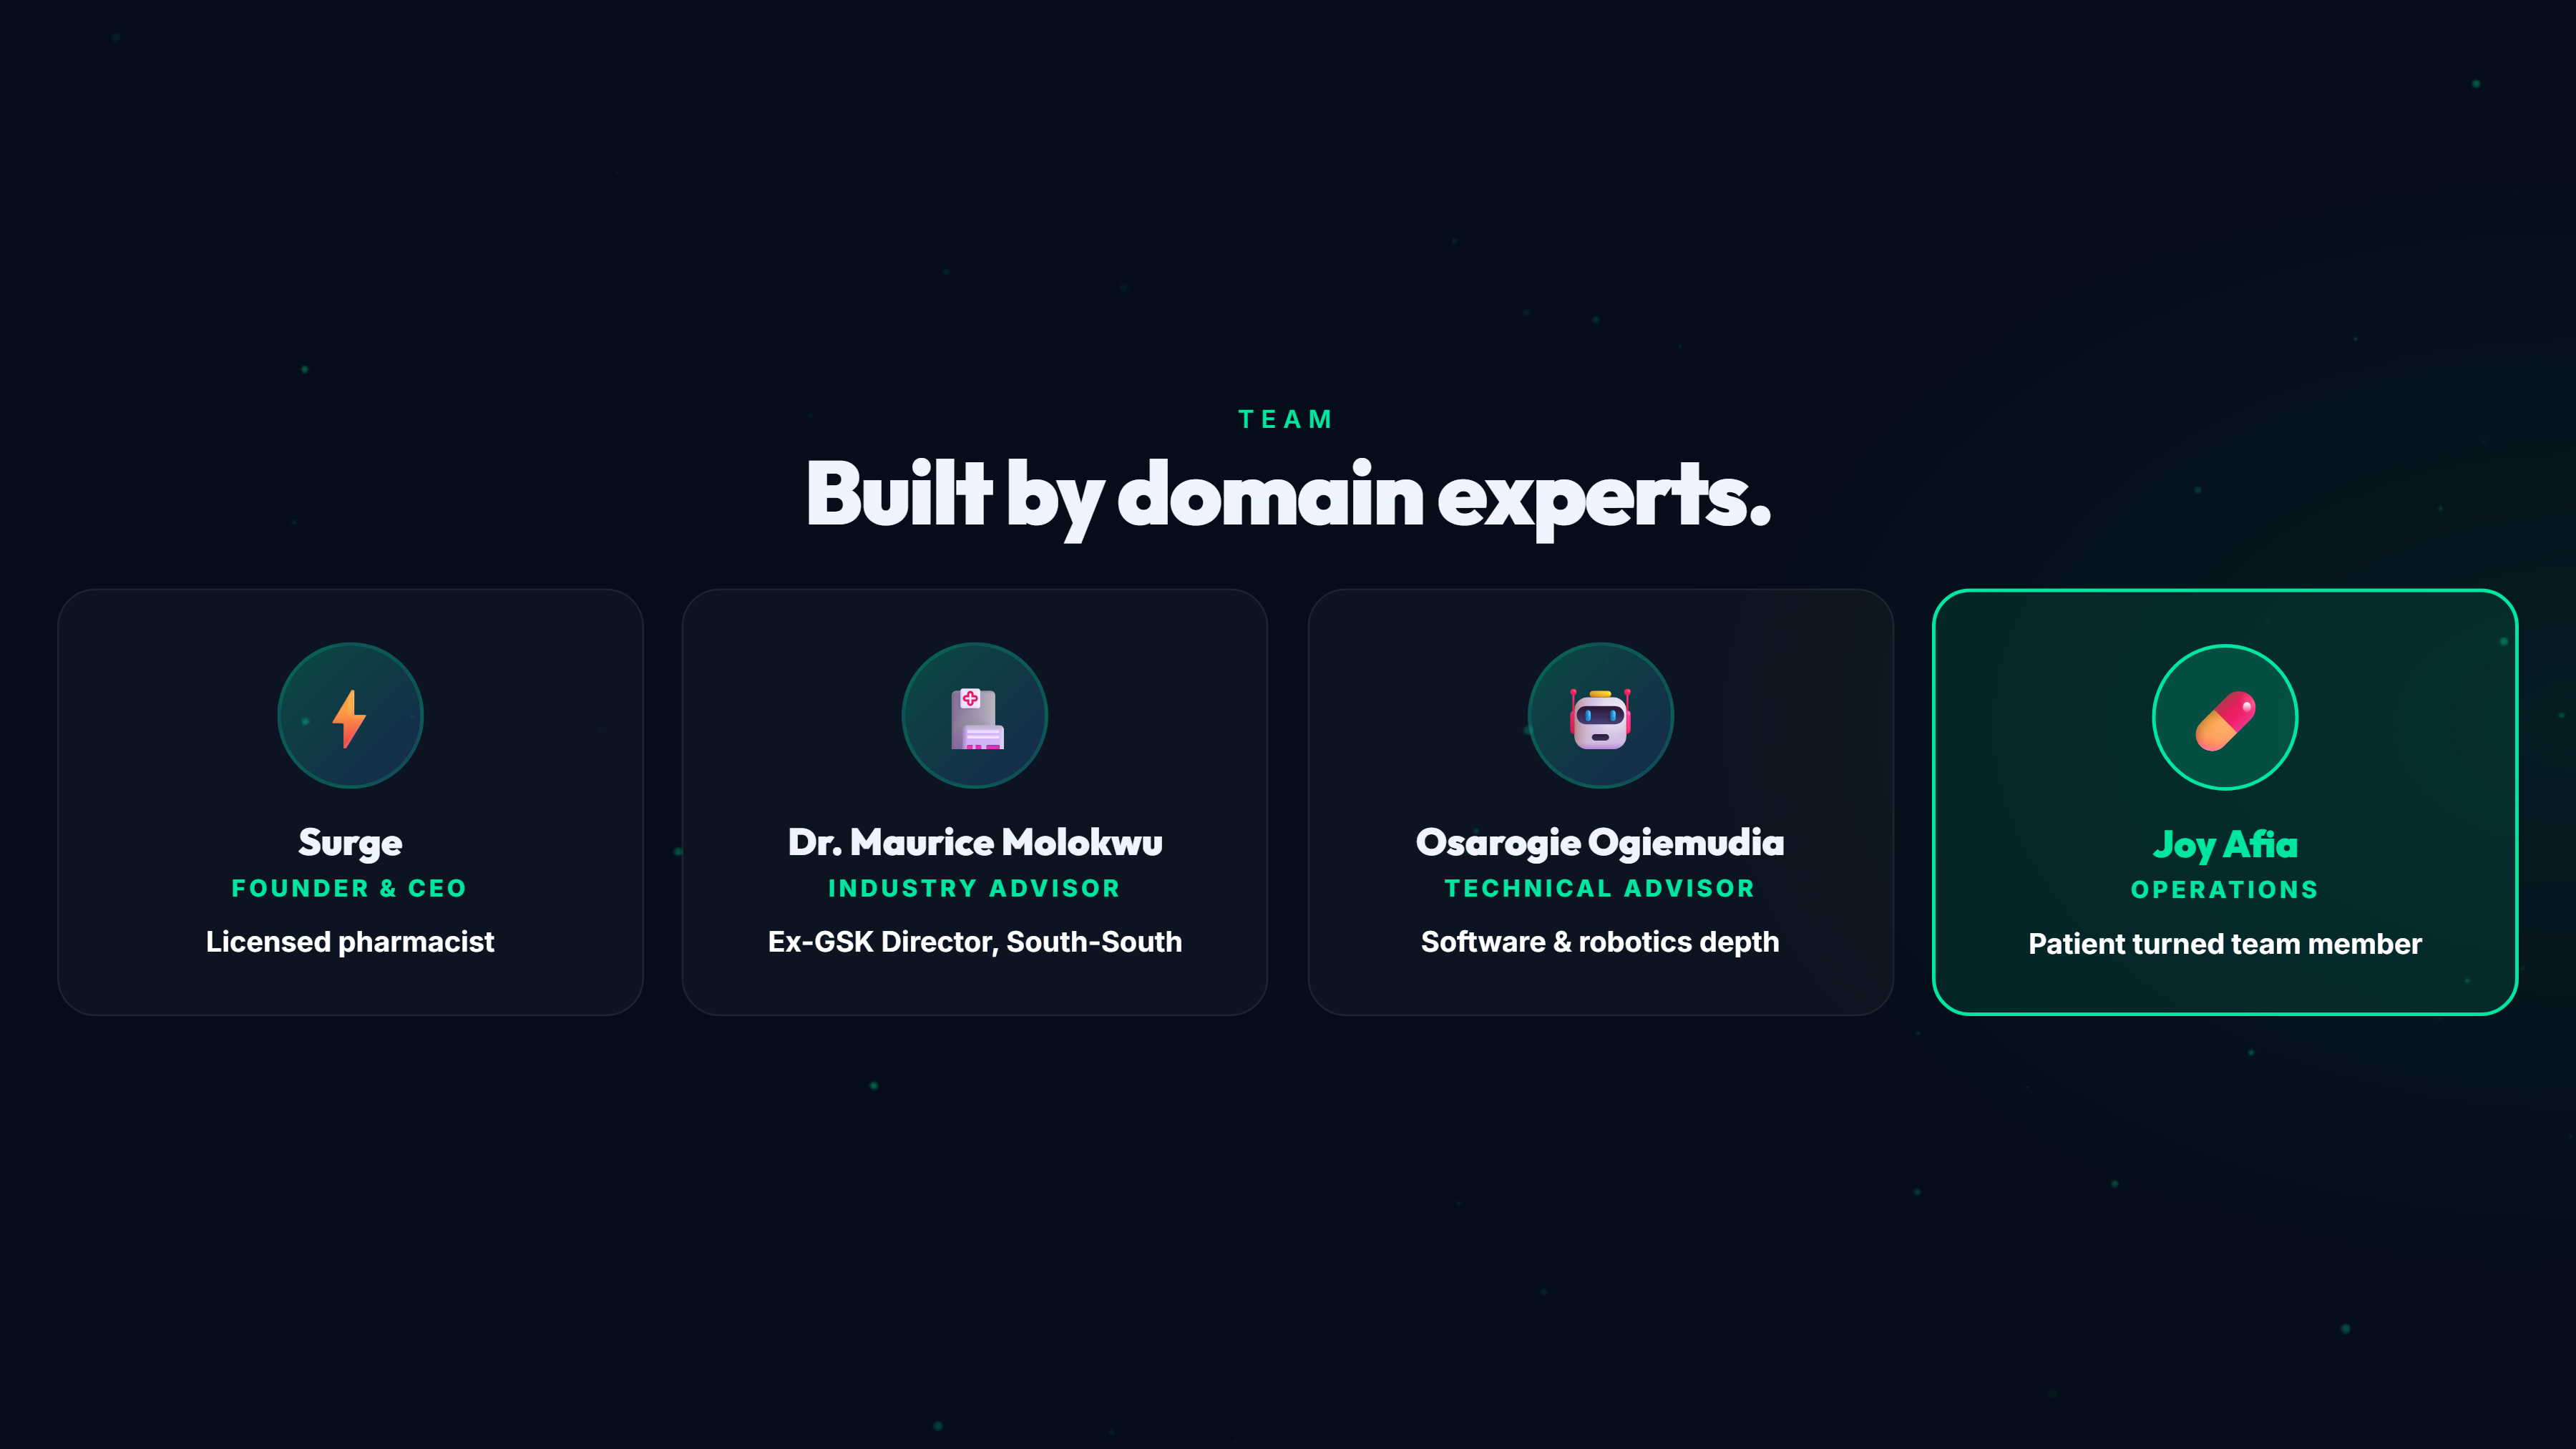 TEAM
Built by domain experts.
Surge
FOUNDER & CEO
Licensed pharmacist
Dr. Maurice Molokwu
INDUSTRY ADVISOR
Ex-GSK Director, South-South
Osarogie Ogiemudia
TECHNICAL ADVISOR
Software & robotics depth
Joy Afia
OPERATIONS
Patient turned team member